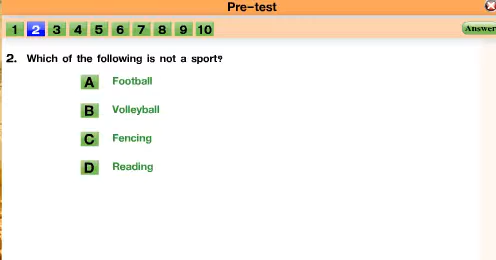 Pre-test
1 2 3 4 5 6 7 8 9 10
Answer
2. Which of the following is not a sport?
A Football
B Volleyball
C Fencing
D Reading